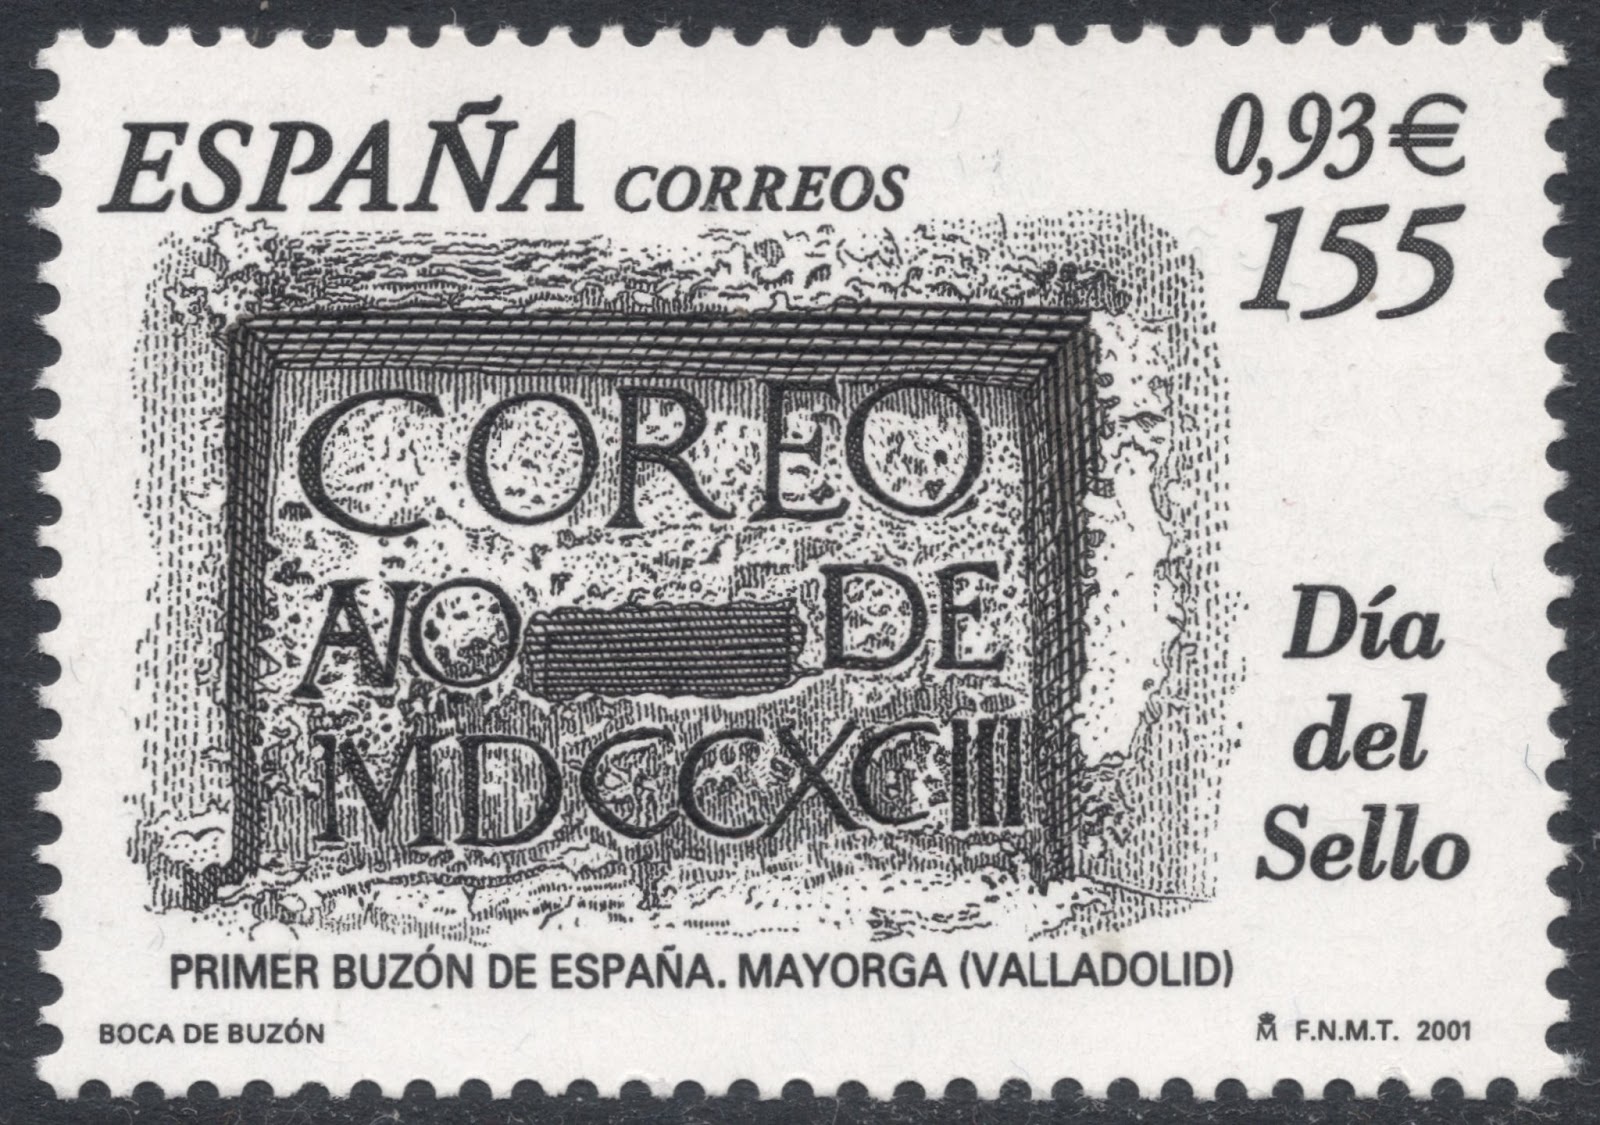 ESPAÑA CORREOS
0,93 €
155
COREO
AÑO DE
MDCCXCIII
Día
del
Sello
PRIMER BUZÓN DE ESPAÑA. MAYORGA (VALLADOLID)
BOCA DE BUZÓN
F.N.M.T. 2001